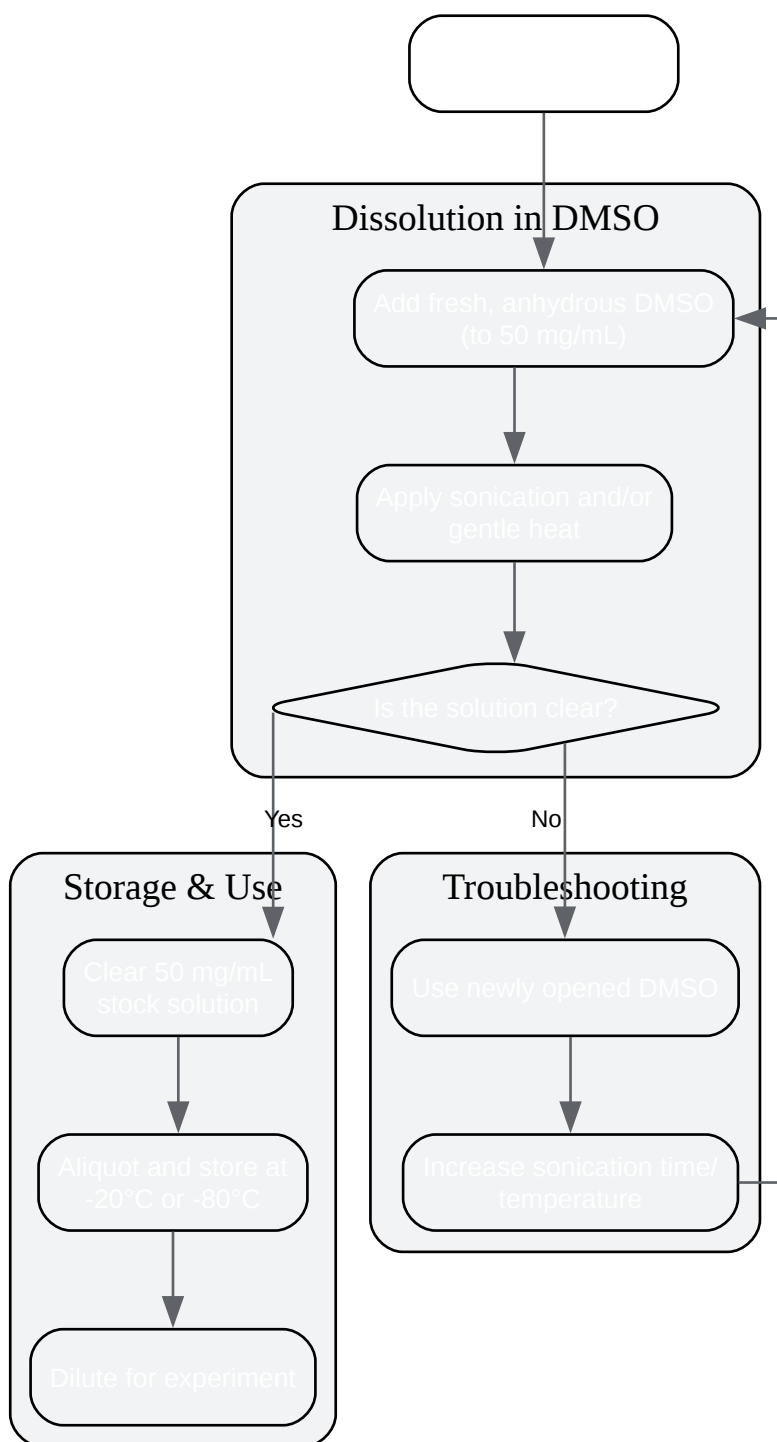 Dissolution in DMSO
Add fresh, anhydrous DMSO
(to 50 mg/mL)
Apply sonication and/or
gentle heat
Is the solution clear?
Yes
No
Storage & Use
Clear 50 mg/mL
stock solution
Aliquot and store at
-20°C or -80°C
Dilute for experiment
Troubleshooting
Use newly opened DMSO
Increase sonication time/
temperature